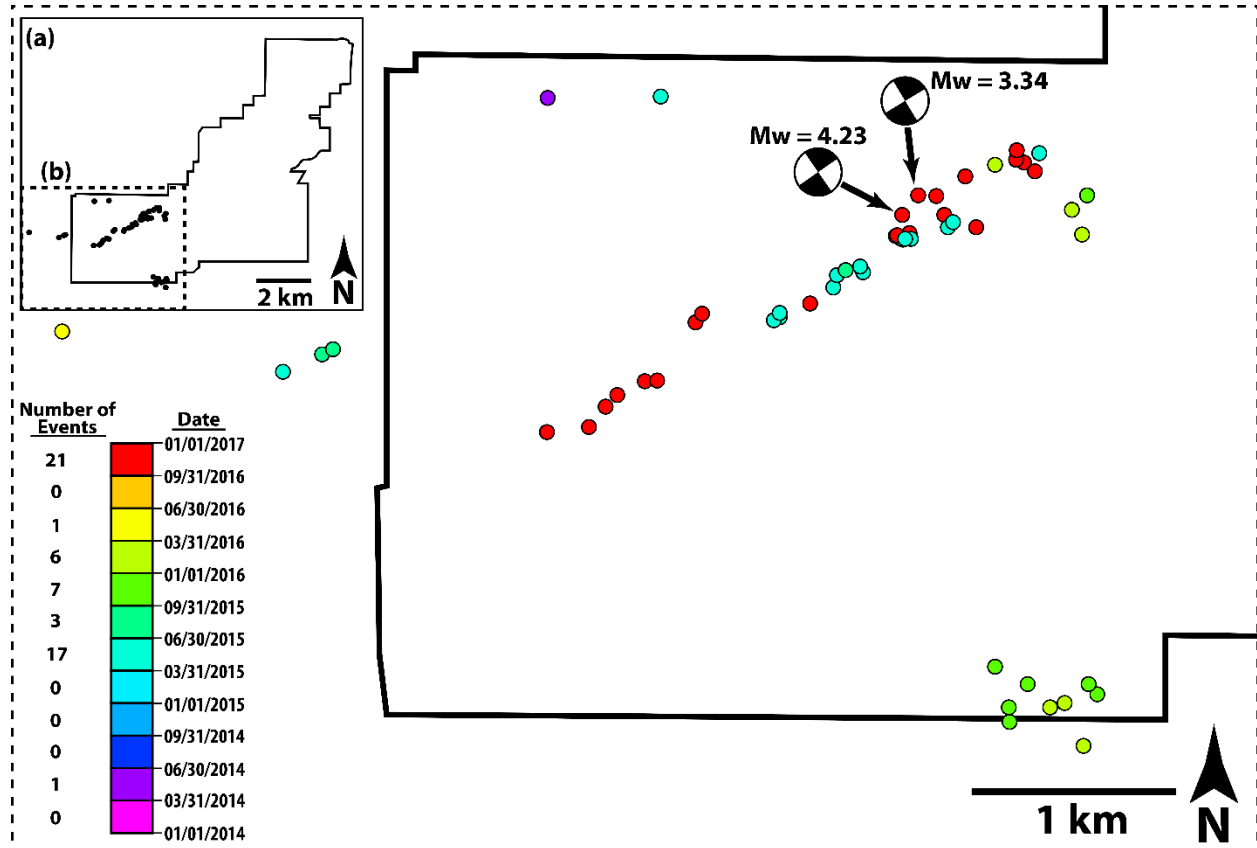 (a)
(b)
2 km
N
Mw = 3.34
Mw = 4.23
Number of
Events
Date
01/01/2017
21
09/31/2016
0
06/30/2016
1
03/31/2016
6
01/01/2016
7
09/31/2015
3
06/30/2015
17
03/31/2015
0
01/01/2015
0
09/31/2014
0
06/30/2014
1
03/31/2014
0
01/01/2014
1 km
N